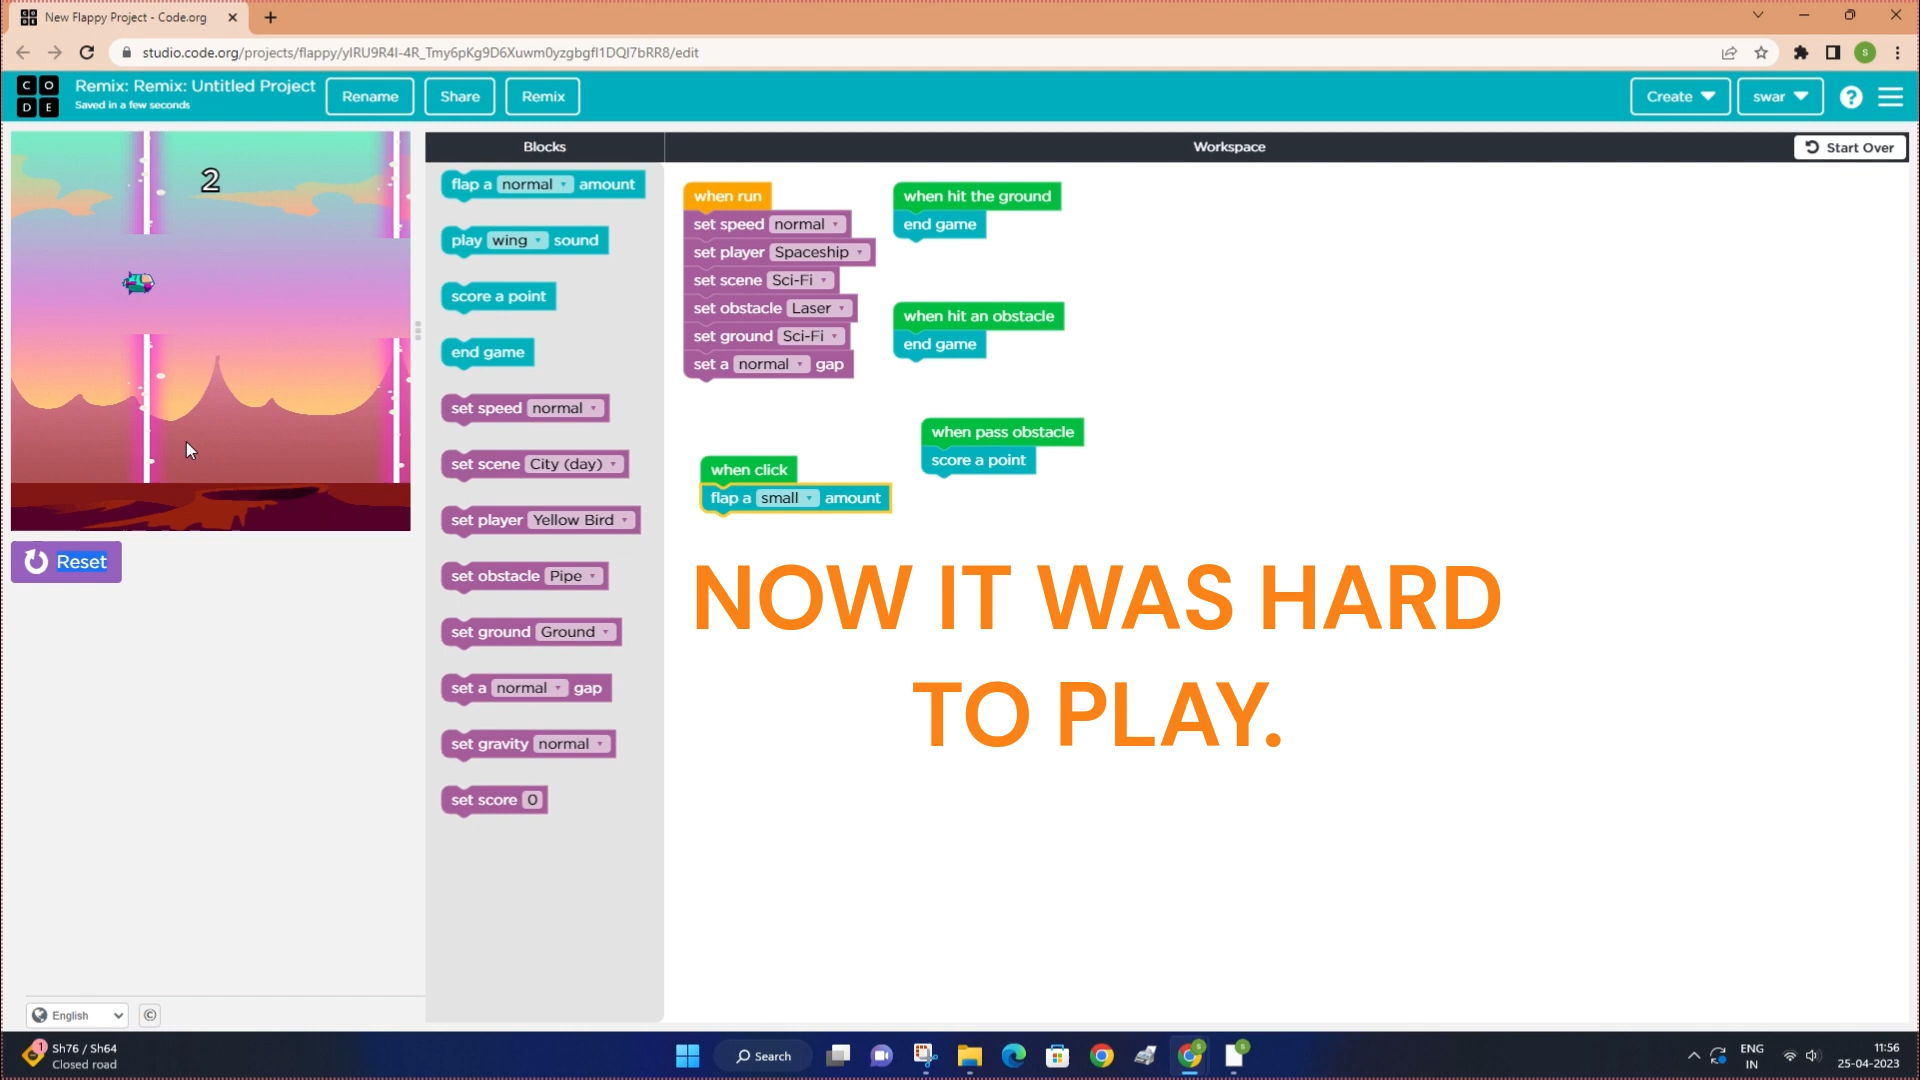 New Flappy Project - Code.org
studio.code.org/projects/flappy/yIRU9R4I-4R_Tmy6pKg9D6Xuwm0yzgbgfI1DQI7bRR8/edit
CODE
Remix: Remix: Untitled Project
Saved in a few seconds
Rename
Share
Remix
Create
swar
?
Blocks
Workspace
Start Over
2
Reset
flap a normal amount
play wing sound
score a point
end game
set speed normal
set scene City (day)
set player Yellow Bird
set obstacle Pipe
set ground Ground
set a normal gap
set gravity normal
set score 0
when run
set speed normal
set player Spaceship
set scene Sci-Fi
set obstacle Laser
set ground Sci-Fi
set a normal gap
when hit the ground
end game
when hit an obstacle
end game
when pass obstacle
score a point
when click
flap a small amount
NOW IT WAS HARD
TO PLAY.
English
©
1
Sh76 / Sh64
Closed road
Search
ENG
IN
11:56
25-04-2023